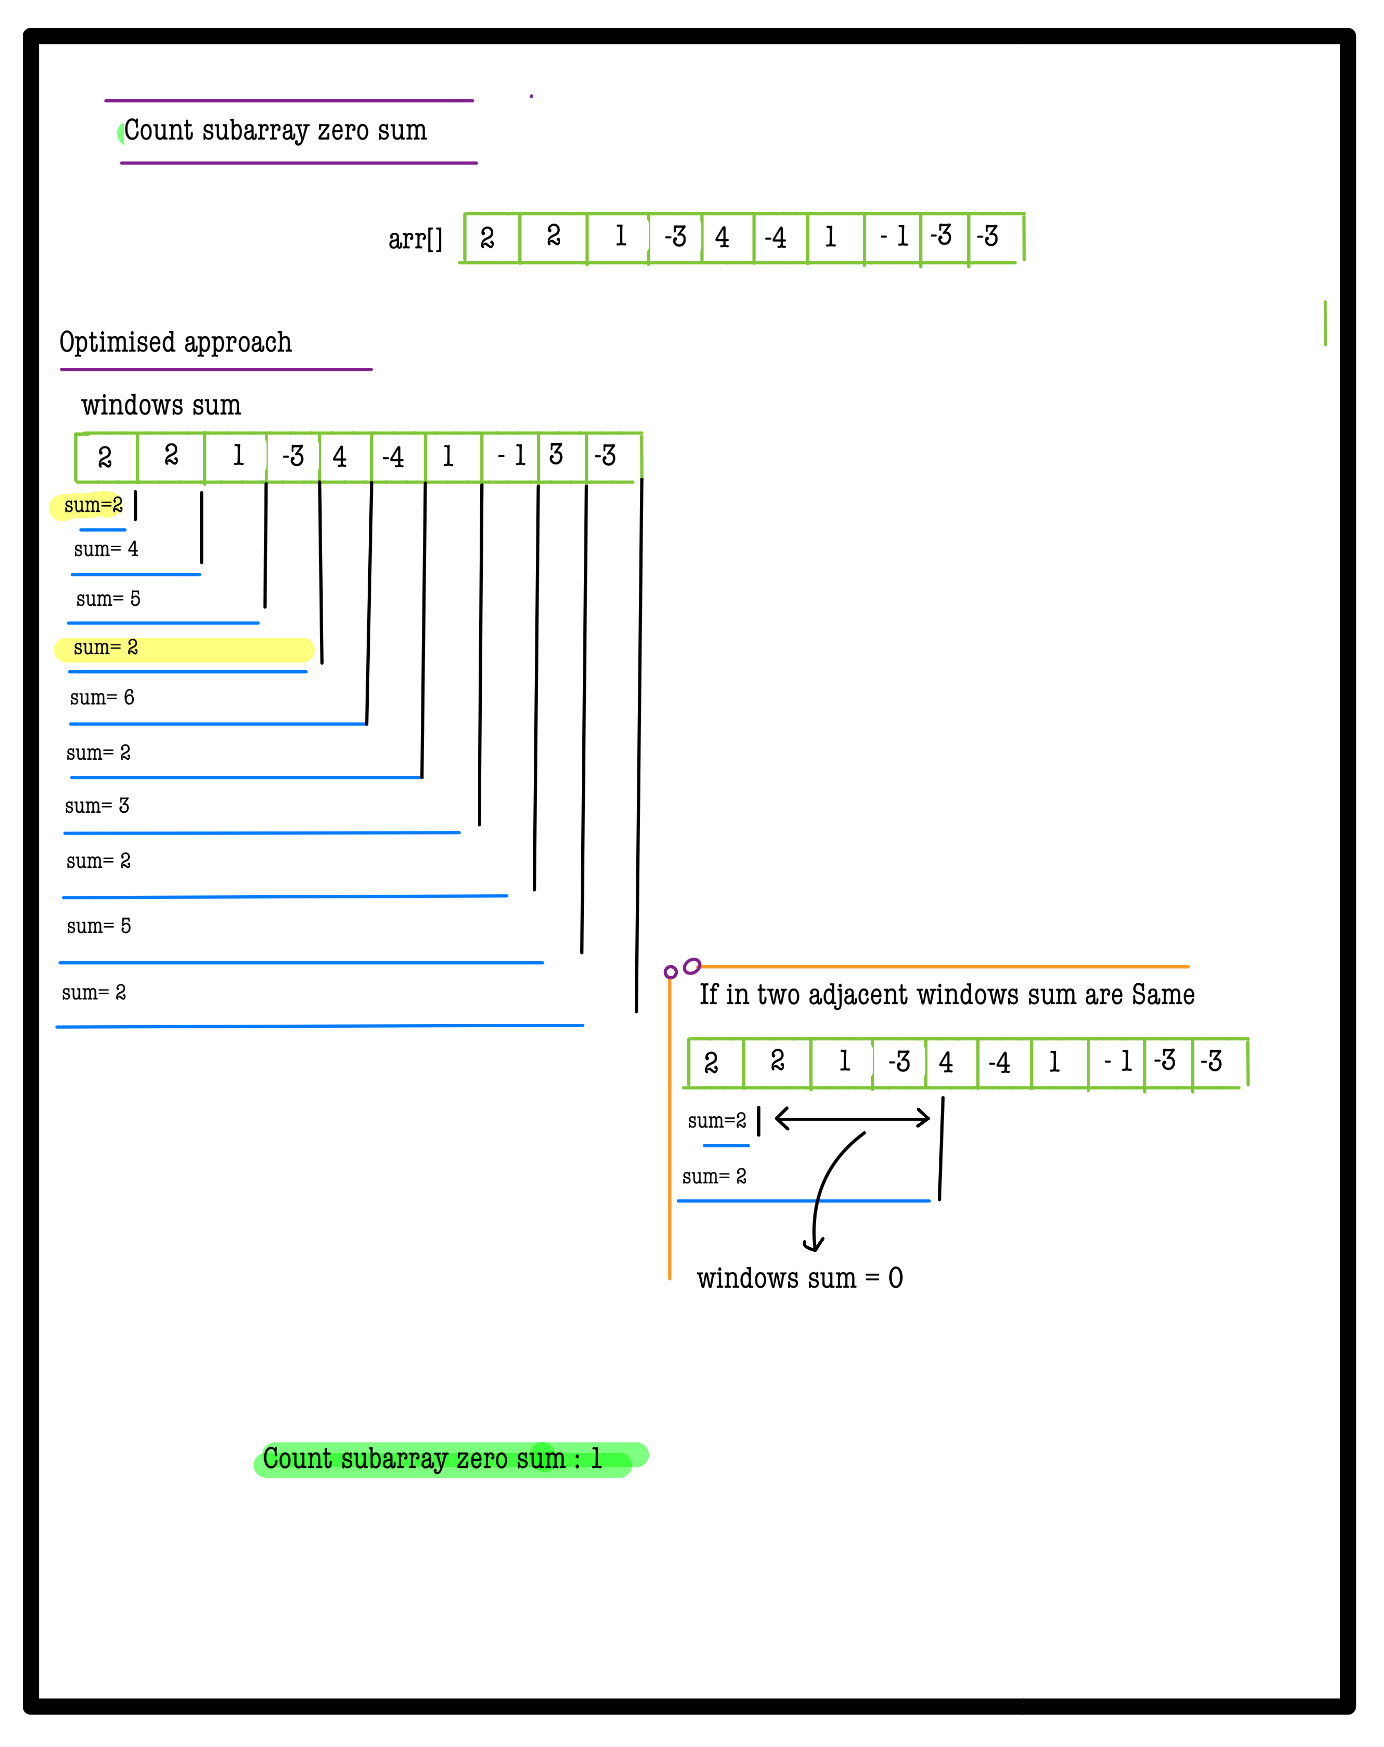 Count subarray zero sum
arr[] 2 2 1 -3 4 -4 1 - 1 -3 -3
Optimised approach
windows sum
2 2 1 -3 4 -4 1 - 1 3 -3
sum=2
sum= 4
sum= 5
sum= 2
sum= 6
sum= 2
sum= 3
sum= 2
sum= 5
sum= 2
If in two adjacent windows sum are Same
2 2 1 -3 4 -4 1 - 1 -3 -3
sum=2
sum= 2
windows sum = 0
Count subarray zero sum : 1